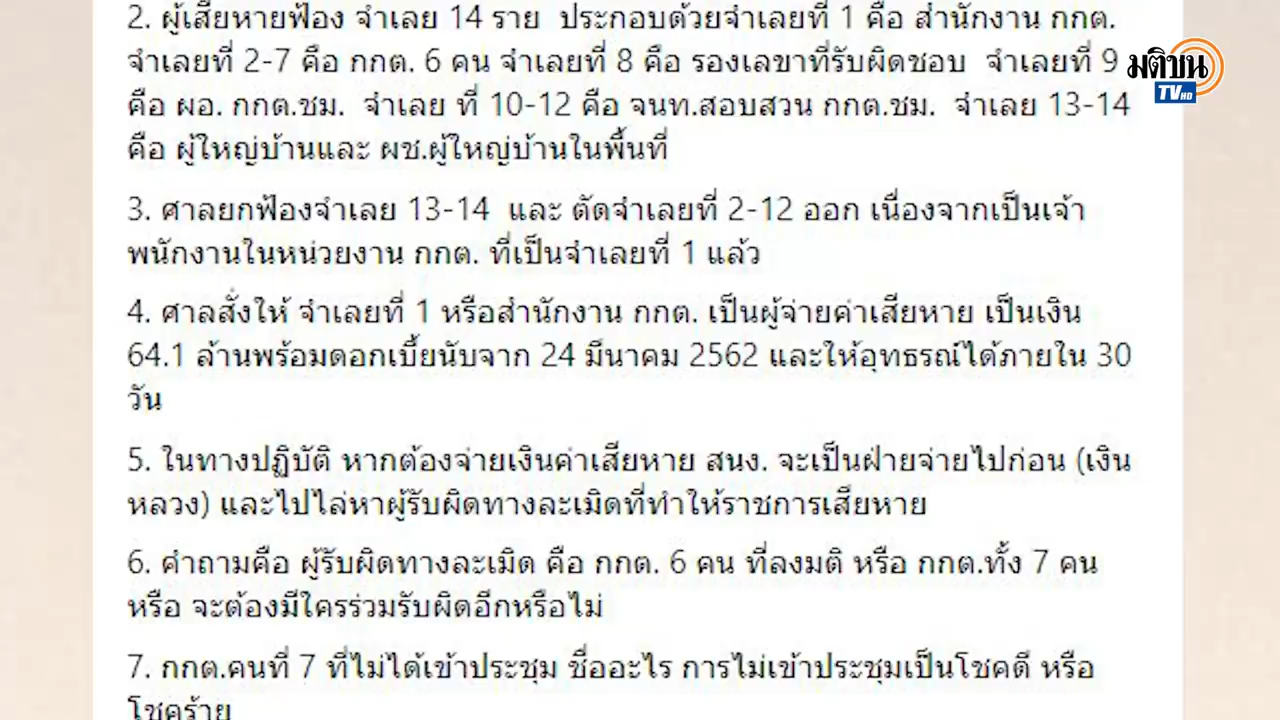 2. ผู้เสียหายฟ้อง จำเลย 14 ราย ประกอบด้วยจำเลยที่ 1 คือ สำนักงาน กกต.
จำเลยที่ 2-7 คือ กกต. 6 คน จำเลยที่ 8 คือ รองเลขาที่รับผิดชอบ จำเลยที่ 9
คือ ผอ. กกต.ชม. จำเลย ที่ 10-12 คือ จนท.สอบสวน กกต.ชม. จำเลย 13-14
คือ ผู้ใหญ่บ้านและ ผช.ผู้ใหญ่บ้านในพื้นที่
มติชน
TV HD
3. ศาลยกฟ้องจำเลย 13-14 และ ตัดจำเลยที่ 2-12 ออก เนื่องจากเป็นเจ้า
พนักงานในหน่วยงาน กกต. ที่เป็นจำเลยที่ 1 แล้ว
4. ศาลสั่งให้ จำเลยที่ 1 หรือสำนักงาน กกต. เป็นผู้จ่ายค่าเสียหาย เป็นเงิน
64.1 ล้านพร้อมดอกเบี้ยนับจาก 24 มีนาคม 2562 และให้อุทธรณ์ได้ภายใน 30
วัน
5. ในทางปฏิบัติ หากต้องจ่ายเงินค่าเสียหาย สนง. จะเป็นฝ่ายจ่ายไปก่อน (เงิน
หลวง) และไปไล่หาผู้รับผิดทางละเมิดที่ทำให้ราชการเสียหาย
6. คำถามคือ ผู้รับผิดทางละเมิด คือ กกต. 6 คน ที่ลงมติ หรือ กกต.ทั้ง 7 คน
หรือ จะต้องมีใครร่วมรับผิดอีกหรือไม่
7. กกต.คนที่ 7 ที่ไม่ได้เข้าประชุม ชื่ออะไร การไม่เข้าประชุมเป็นโชคดี หรือ
โชคร้าย